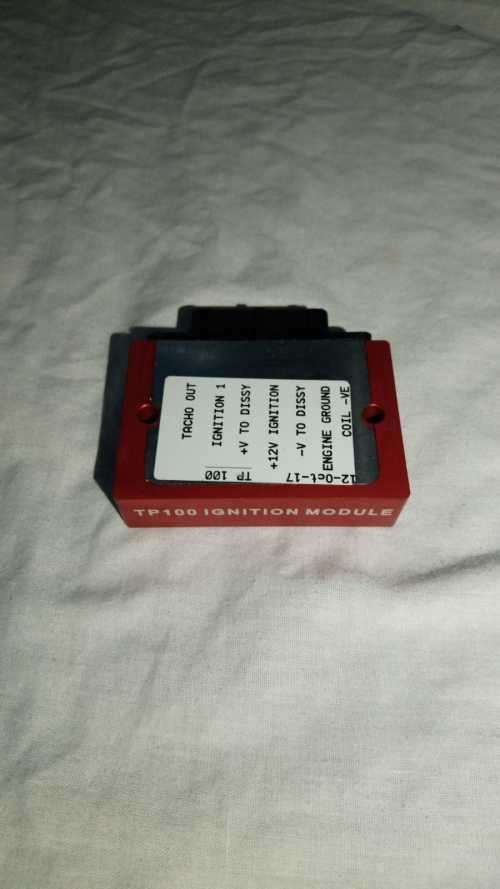 TACHO OUT
IGNITION 1
+V TO DISSY
+12V IGNITION
-V TO DISSY
ENGINE GROUND
COIL -VE
TP 100
12-Oct-17
TP100 IGNITION MODULE